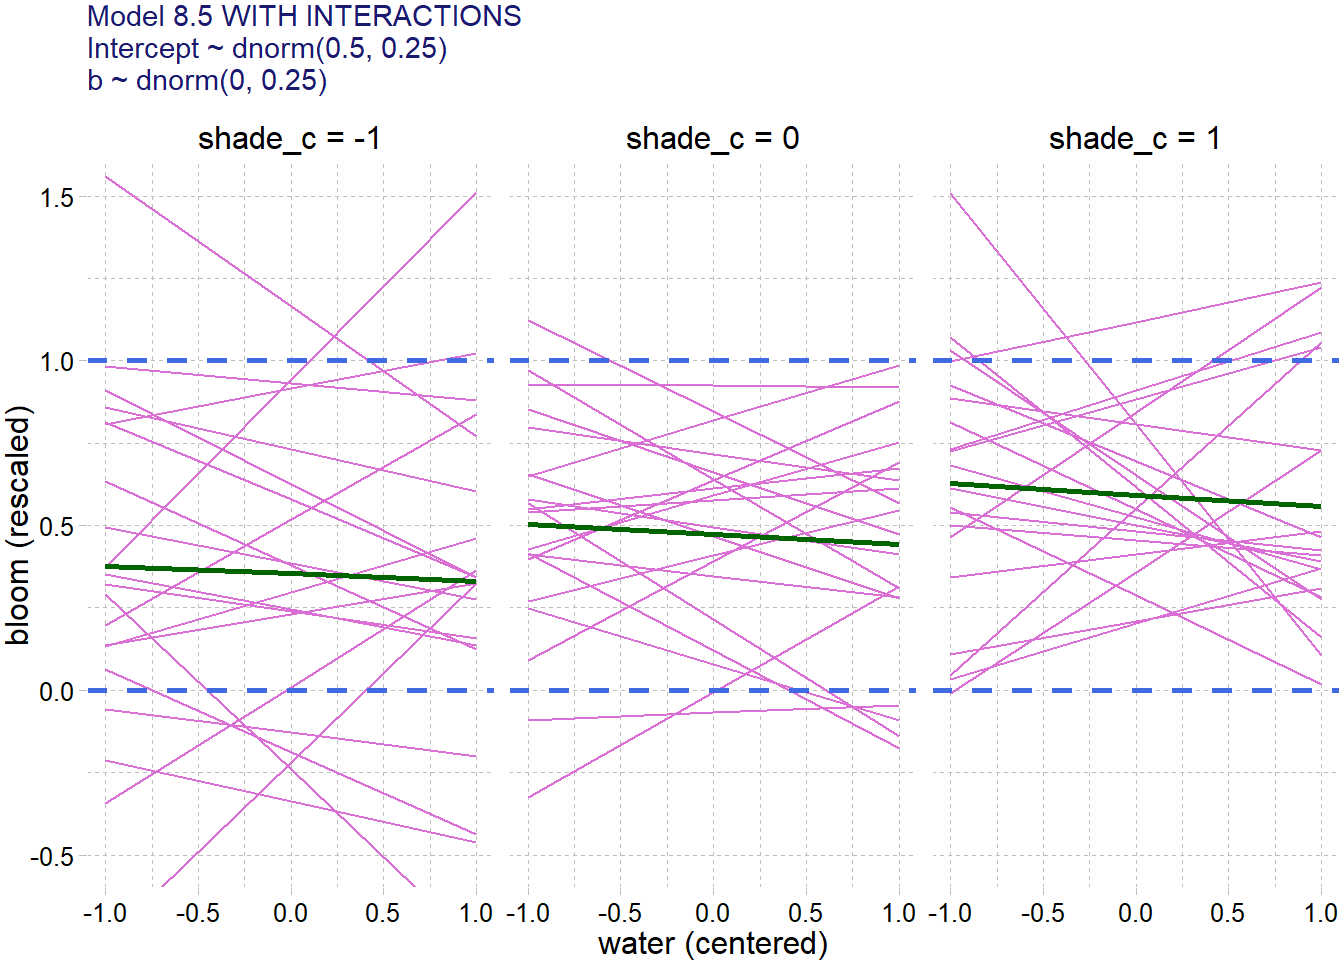 Model 8.5 WITH INTERACTIONS
Intercept ~ dnorm(0.5, 0.25)
b ~ dnorm(0, 0.25)
shade_c = -1 shade_c = 0 shade_c = 1
1.5
1.0
0.5
0.0
-0.5
bloom (rescaled)
-1.0 -0.5 0.0 0.5 1.0 -1.0 -0.5 0.0 0.5 1.0 -1.0 -0.5 0.0 0.5 1.0
water (centered)